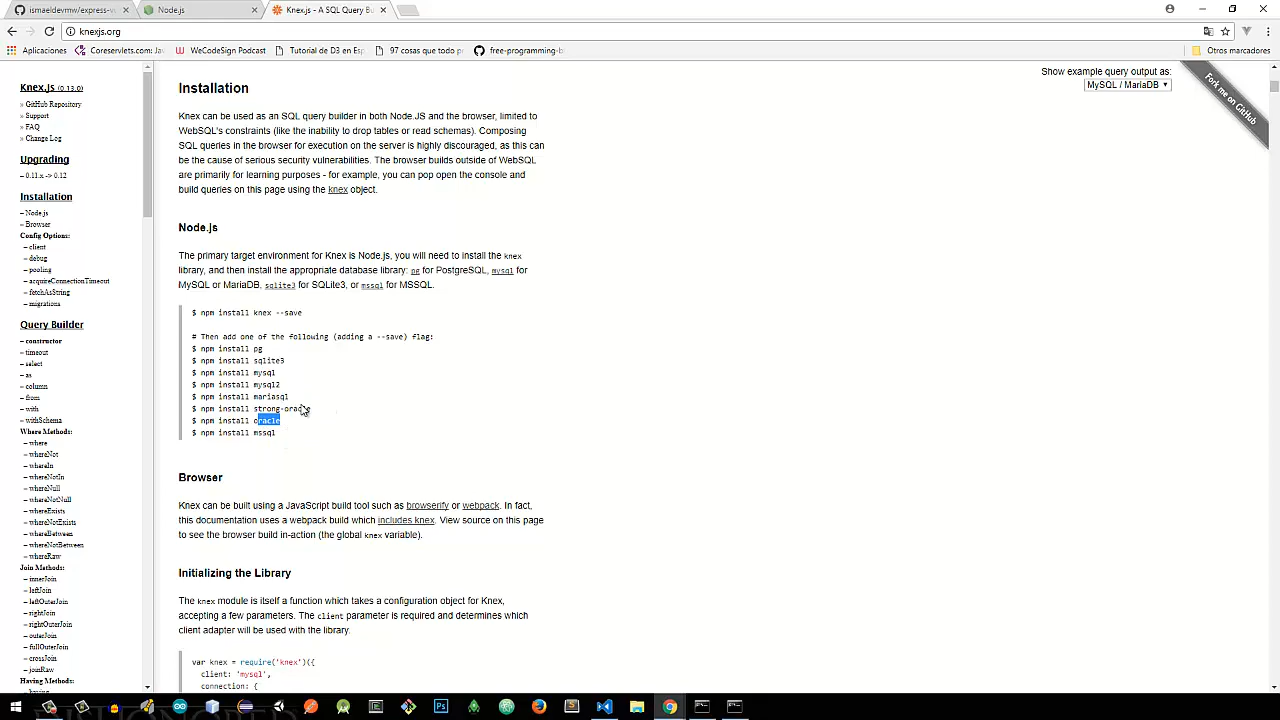 ismaeldevmw/express-v
Node.js
Knex.js - A SQL Query Bu
knexjs.org
Aplicaciones
Coreservlets.com: Jav
WeCodeSign Podcast
Tutorial de D3 en Esp
97 cosas que todo pr
free-programming-b
Otros marcadores
Knex.js (0.13.0)
» GitHub Repository
» Support
» FAQ
» Change Log
Upgrading
– 0.11.x -> 0.12
Installation
– Node.js
– Browser
Config Options:
– client
– debug
– pooling
– acquireConnectionTimeout
– fetchAsString
– migrations
Query Builder
– constructor
– timeout
– select
– as
– column
– from
– with
– withSchema
Where Methods:
– where
– whereNot
– whereIn
– whereNotIn
– whereNull
– whereNotNull
– whereExists
– whereNotExists
– whereBetween
– whereNotBetween
– whereRaw
Join Methods:
– innerJoin
– leftJoin
– leftOuterJoin
– rightJoin
– rightOuterJoin
– outerJoin
– fullOuterJoin
– crossJoin
– joinRaw
Having Methods:
– having
Show example query output as:
MySQL / MariaDB
Fork me on GitHub
Installation
Knex can be used as an SQL query builder in both Node.JS and the browser, limited to
WebSQL's constraints (like the inability to drop tables or read schemas). Composing
SQL queries in the browser for execution on the server is highly discouraged, as this can
be the cause of serious security vulnerabilities. The browser builds outside of WebSQL
are primarily for learning purposes - for example, you can pop open the console and
build queries on this page using the knex object.
Node.js
The primary target environment for Knex is Node.js, you will need to install the knex
library, and then install the appropriate database library: pg for PostgreSQL, mysql for
MySQL or MariaDB, sqlite3 for SQLite3, or mssql for MSSQL.
$ npm install knex --save
# Then add one of the following (adding a --save) flag:
$ npm install pg
$ npm install sqlite3
$ npm install mysql
$ npm install mysql2
$ npm install mariasql
$ npm install strong-oracle
$ npm install oracle
$ npm install mssql
Browser
Knex can be built using a JavaScript build tool such as browserify or webpack. In fact,
this documentation uses a webpack build which includes knex. View source on this page
to see the browser build in-action (the global knex variable).
Initializing the Library
The knex module is itself a function which takes a configuration object for Knex,
accepting a few parameters. The client parameter is required and determines which
client adapter will be used with the library.
var knex = require('knex')({
client: 'mysql',
connection: {